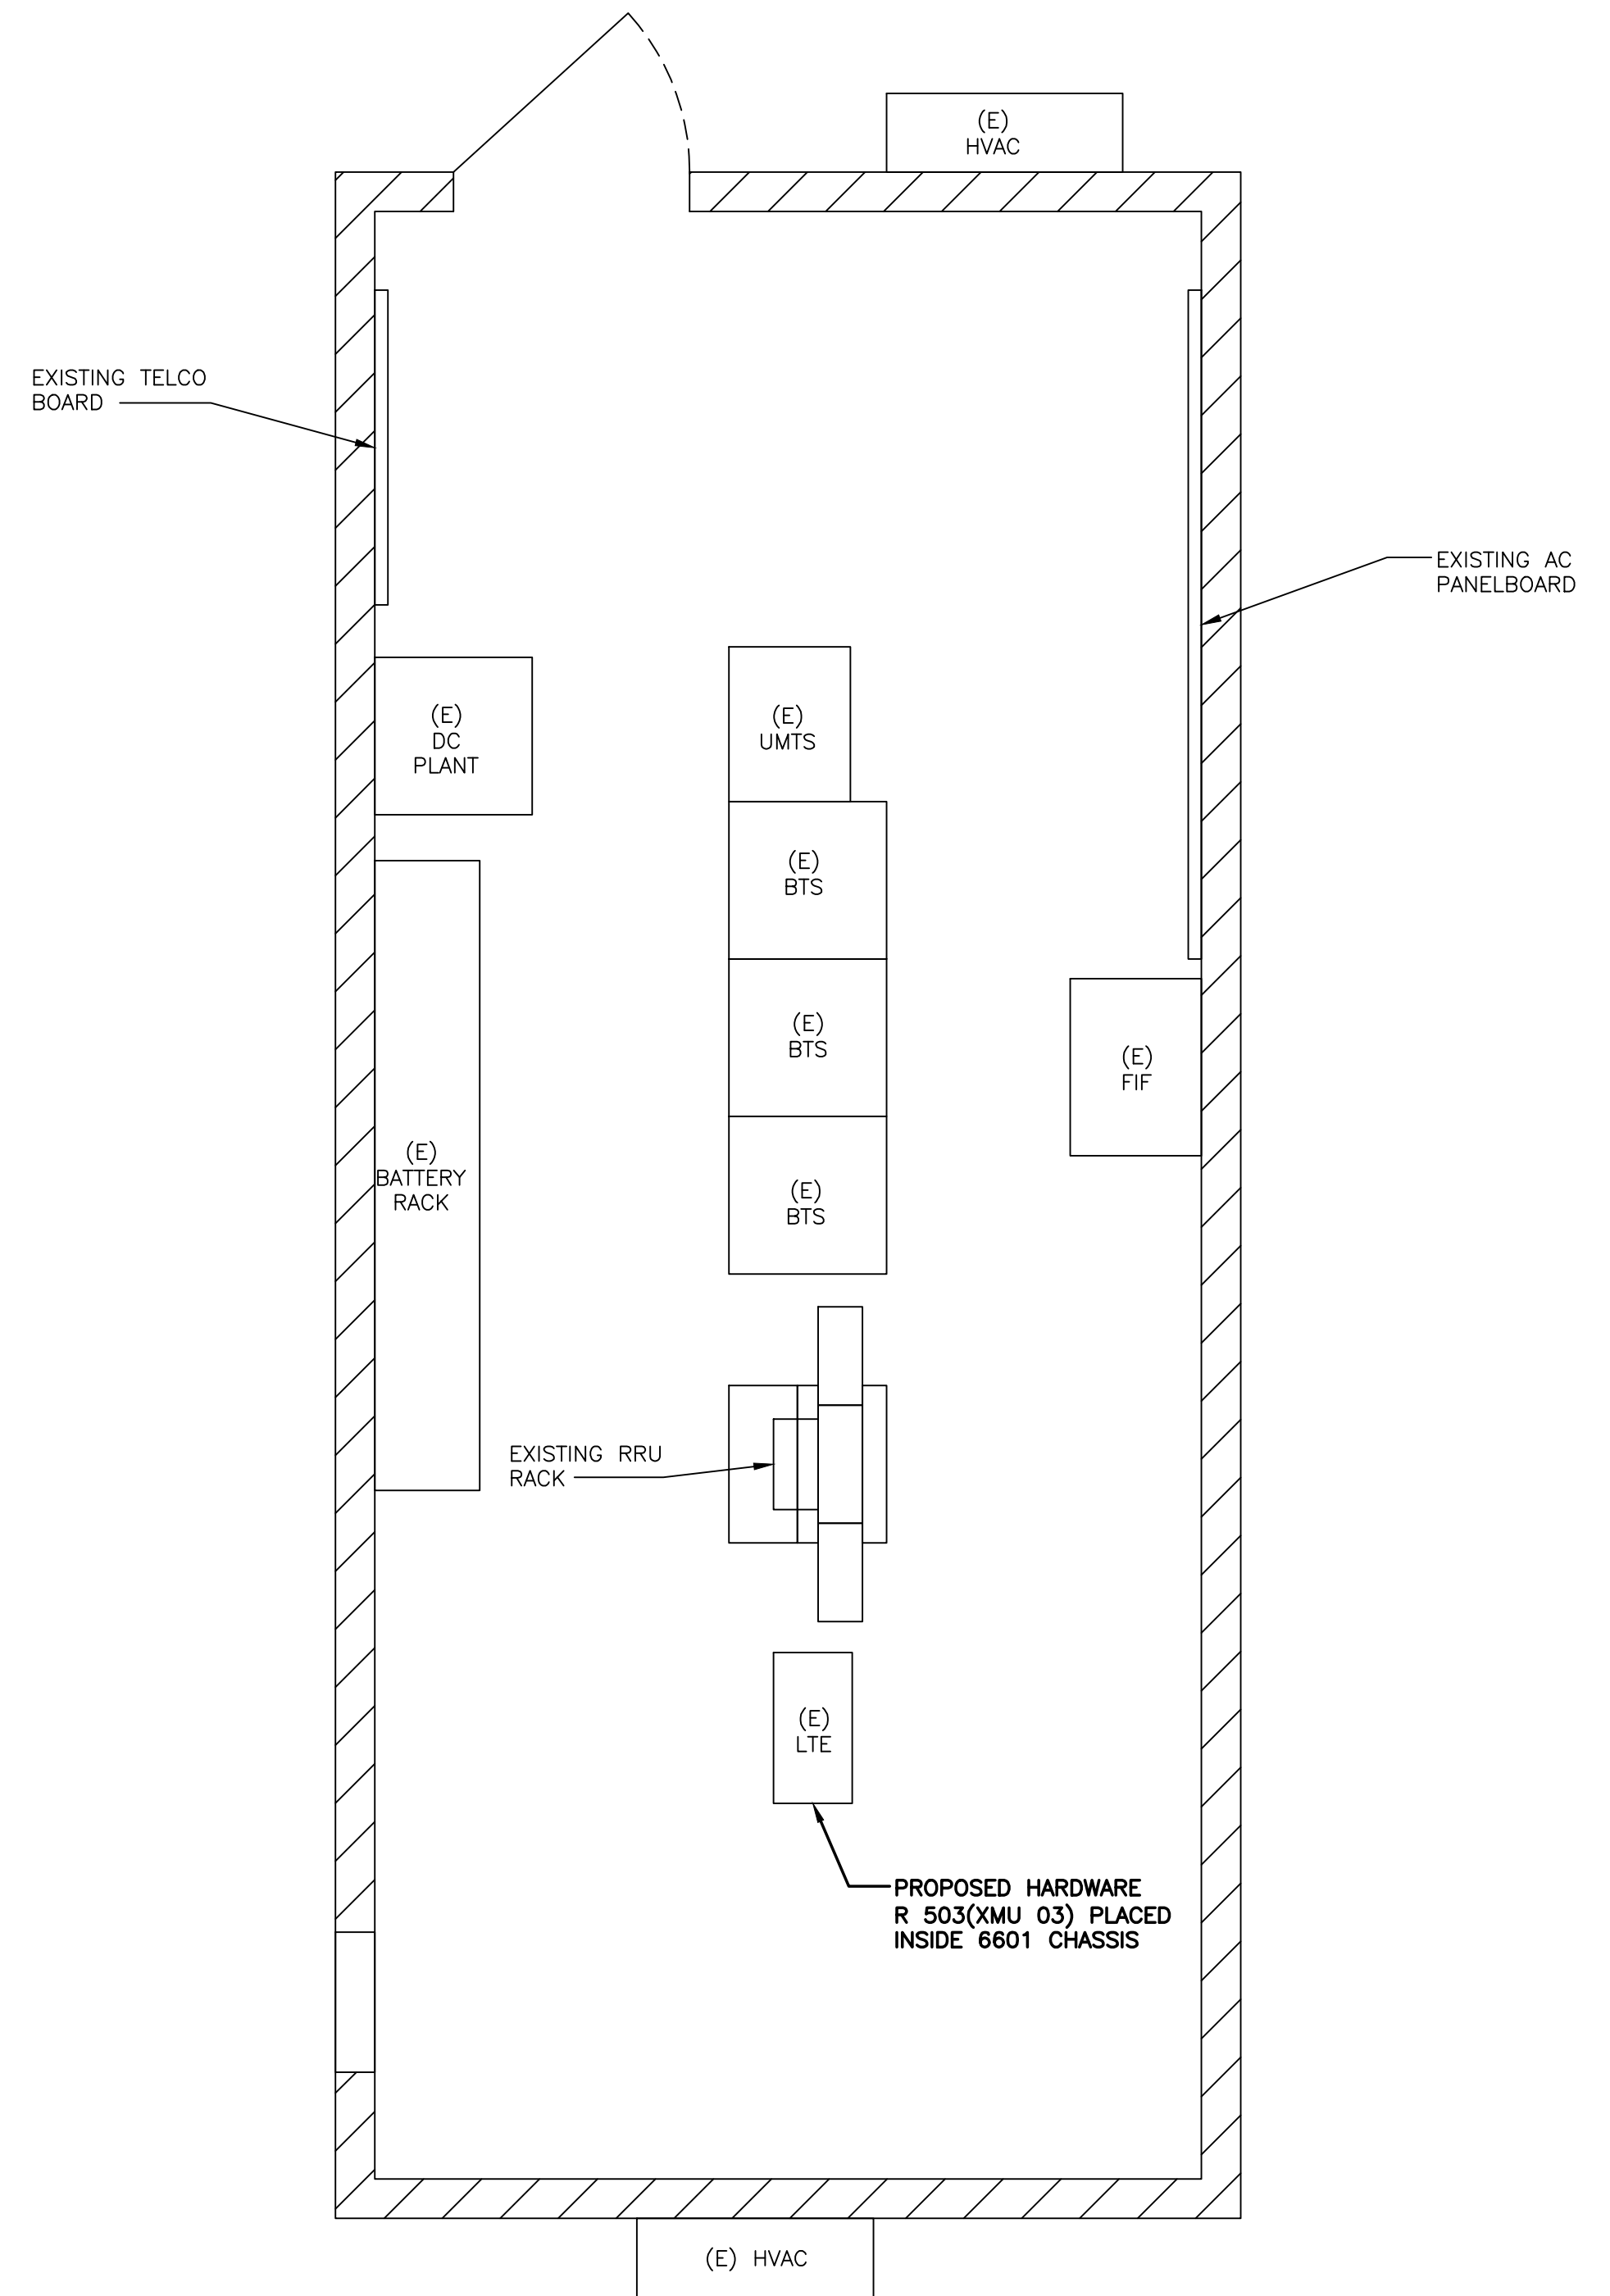 (E)
HVAC
EXISTING TELCO
BOARD
EXISTING AC
PANELBOARD
(E)
DC
PLANT
(E)
UMTS
(E)
BTS
(E)
BTS
(E)
FIF
(E)
BATTERY
RACK
(E)
BTS
EXISTING RRU
RACK
(E)
LTE
PROPOSED HARDWARE
R 503(XMU 03) PLACED
INSIDE 6601 CHASSIS
(E) HVAC